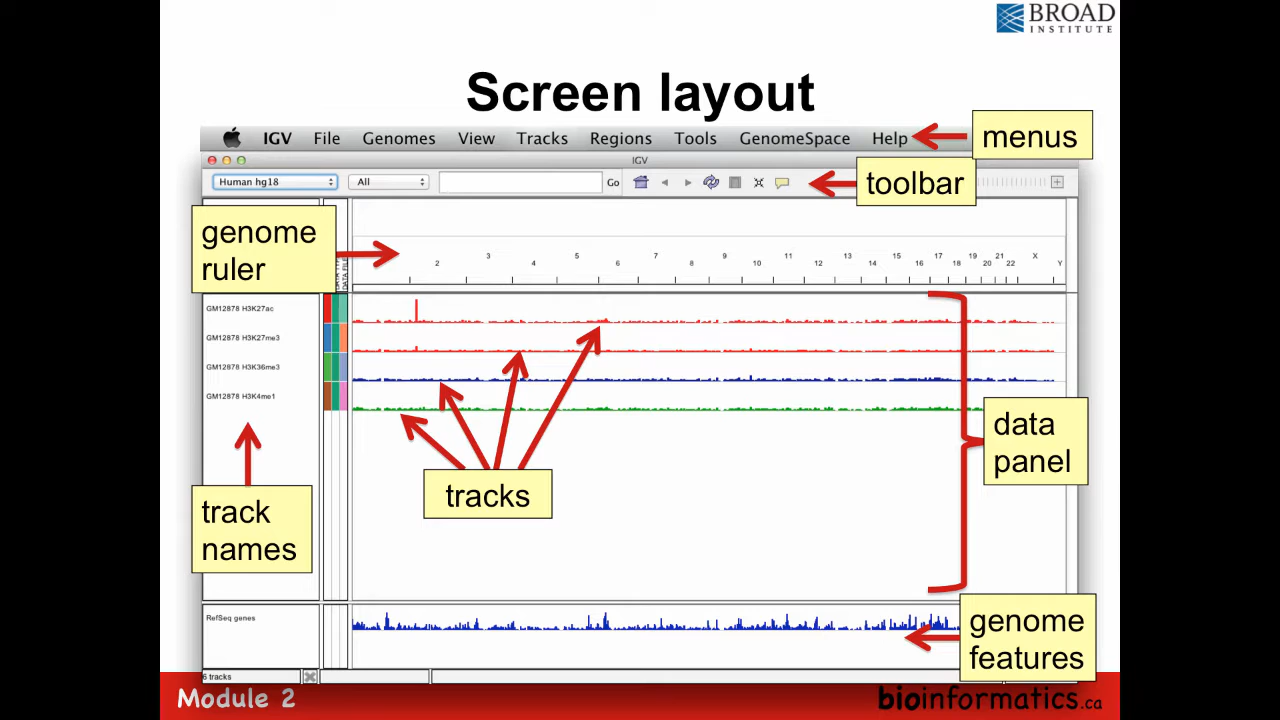 BROAD
INSTITUTE
Screen layout
IGV File Genomes View Tracks Regions Tools GenomeSpace Help
menus
IGV
Human hg18 All Go
toolbar
genome
ruler
2 3 4 5 6 7 8 9 10 11 12 13 14 15 16 17 18 19 20 21 22 X Y
DATA FILE
GM12878 H3K27ac
GM12878 H3K27me3
GM12878 H3K36me3
GM12878 H3K4me1
data
panel
tracks
track
names
RefSeq genes
genome
features
6 tracks
Module 2
bioinformatics.ca